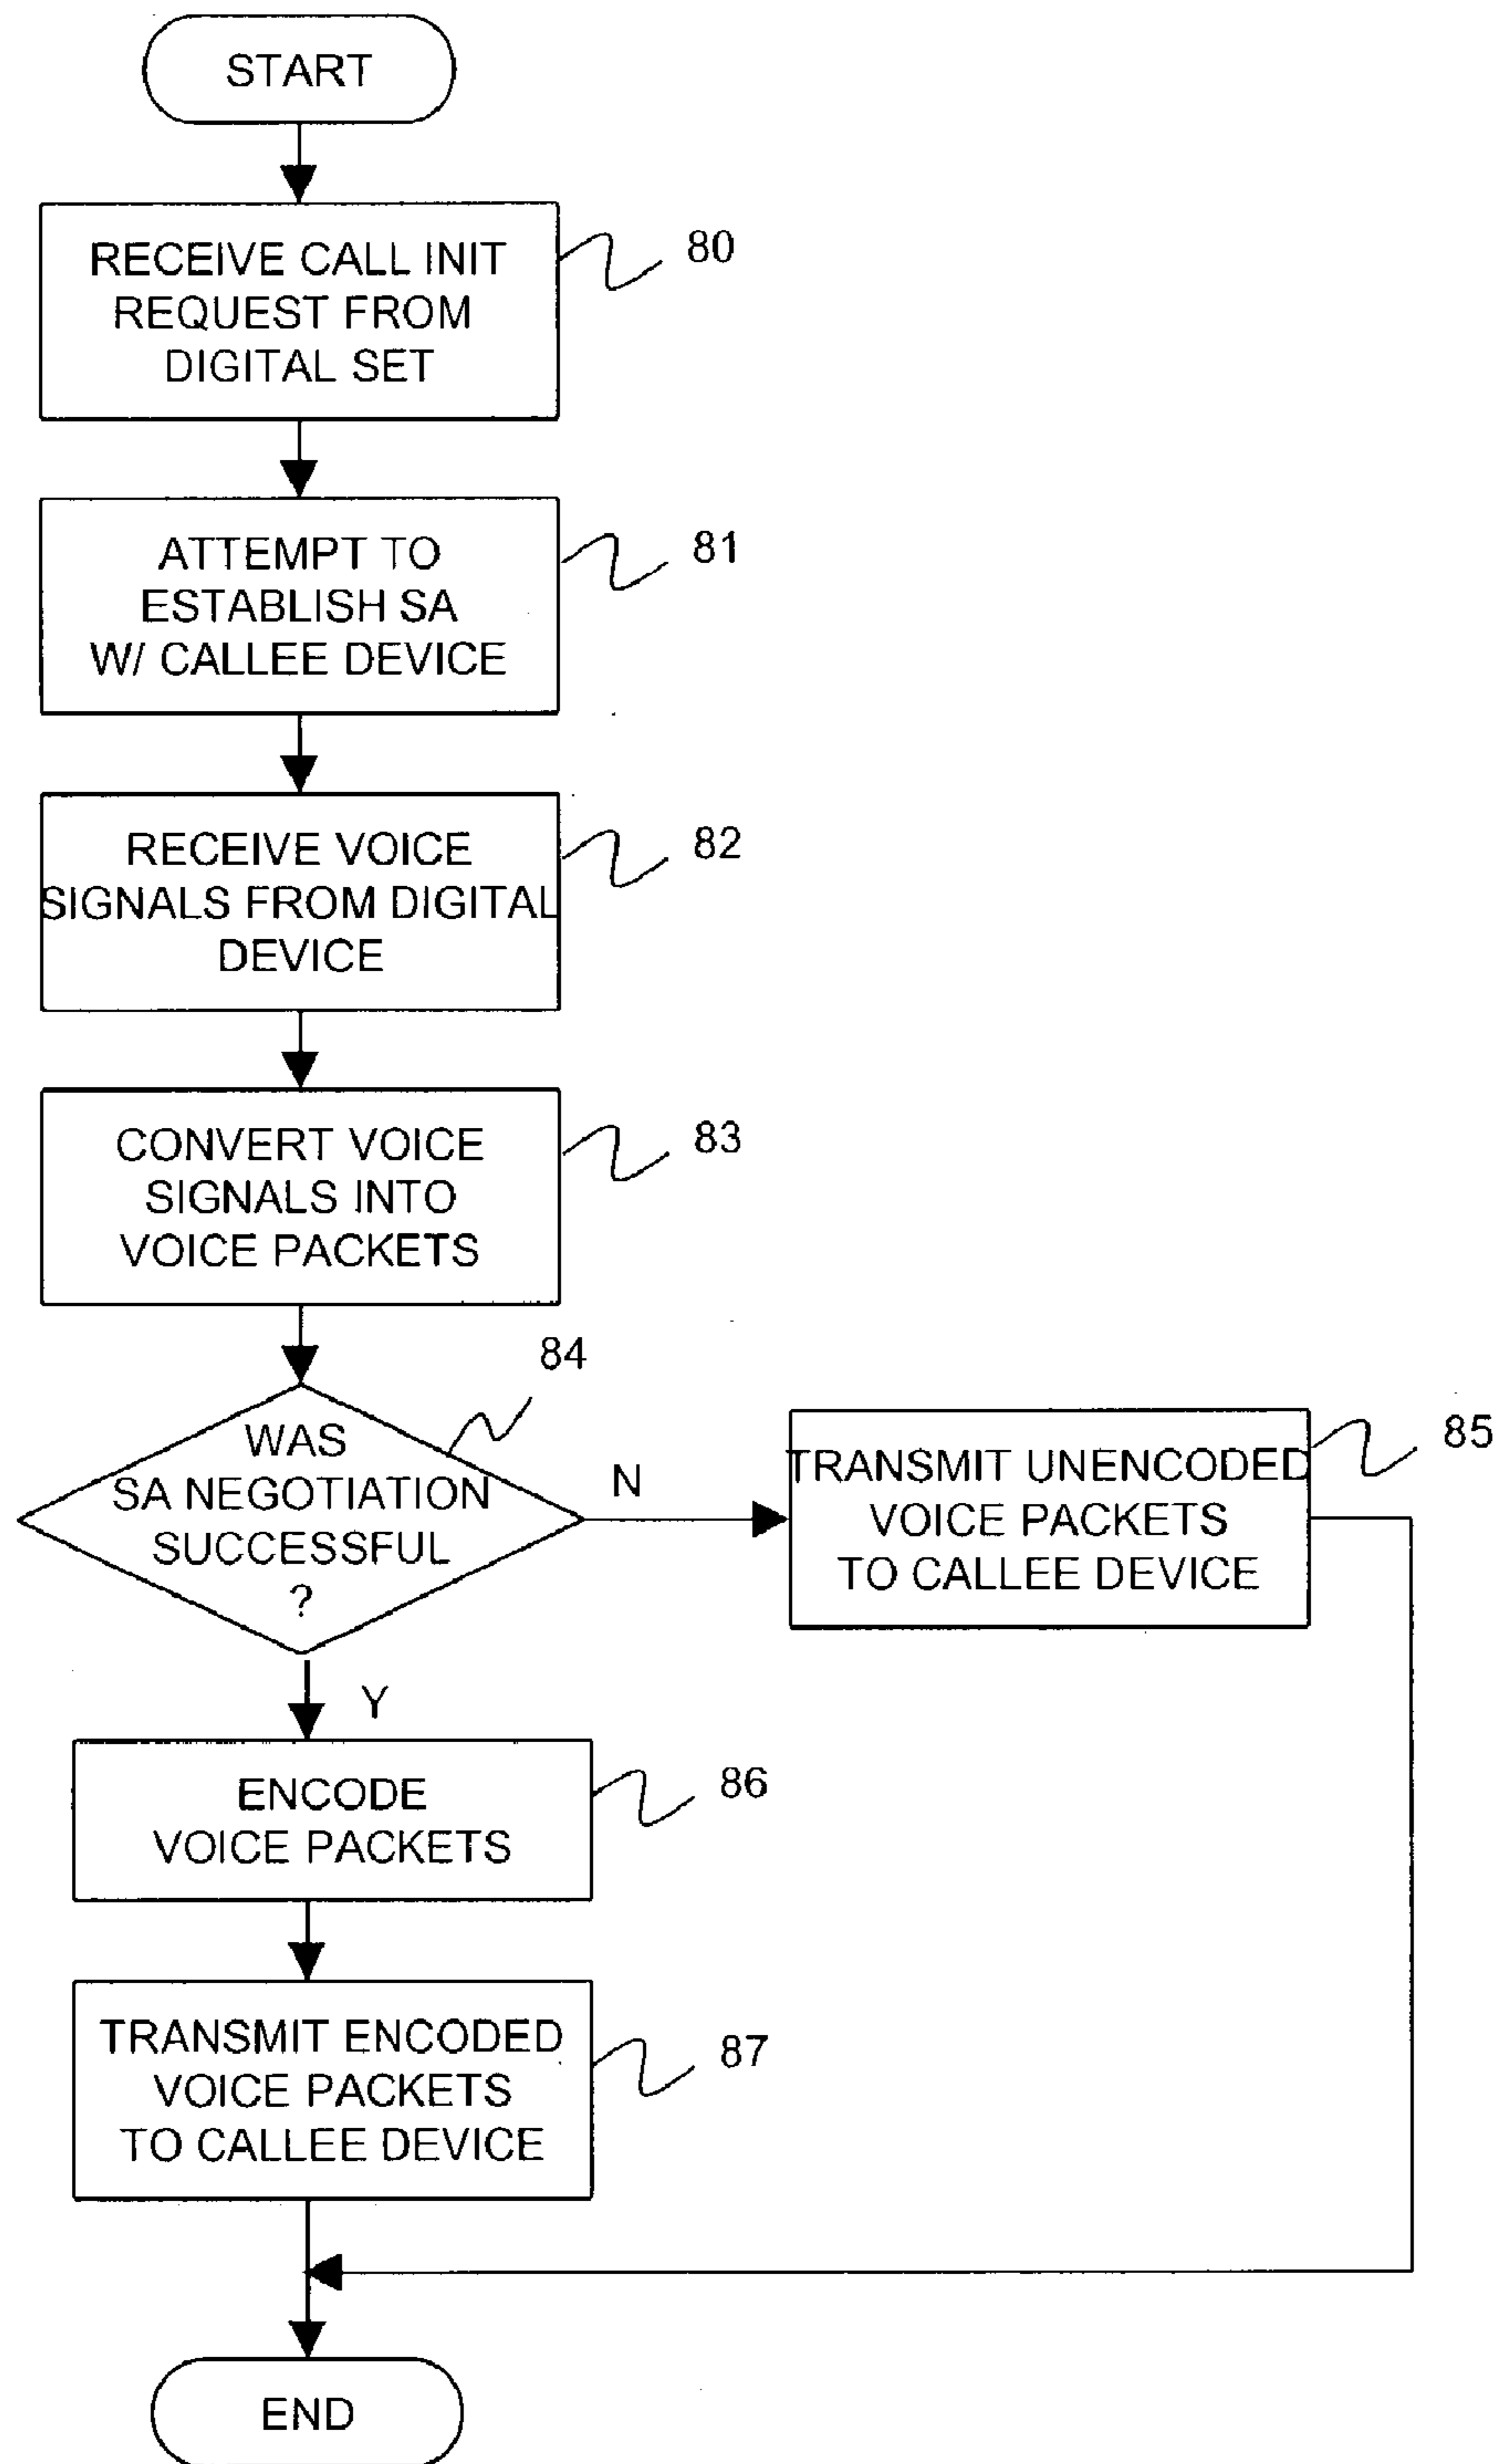 START
RECEIVE CALL INIT
REQUEST FROM
DIGITAL SET
80
ATTEMPT TO
ESTABLISH SA
W/ CALLEE DEVICE
81
RECEIVE VOICE
SIGNALS FROM DIGITAL
DEVICE
82
CONVERT VOICE
SIGNALS INTO
VOICE PACKETS
83
84
WAS
SA NEGOTIATION
SUCCESSFUL
?
N
TRANSMIT UNENCODED
VOICE PACKETS
TO CALLEE DEVICE
85
Y
ENCODE
VOICE PACKETS
86
TRANSMIT ENCODED
VOICE PACKETS
TO CALLEE DEVICE
87
END